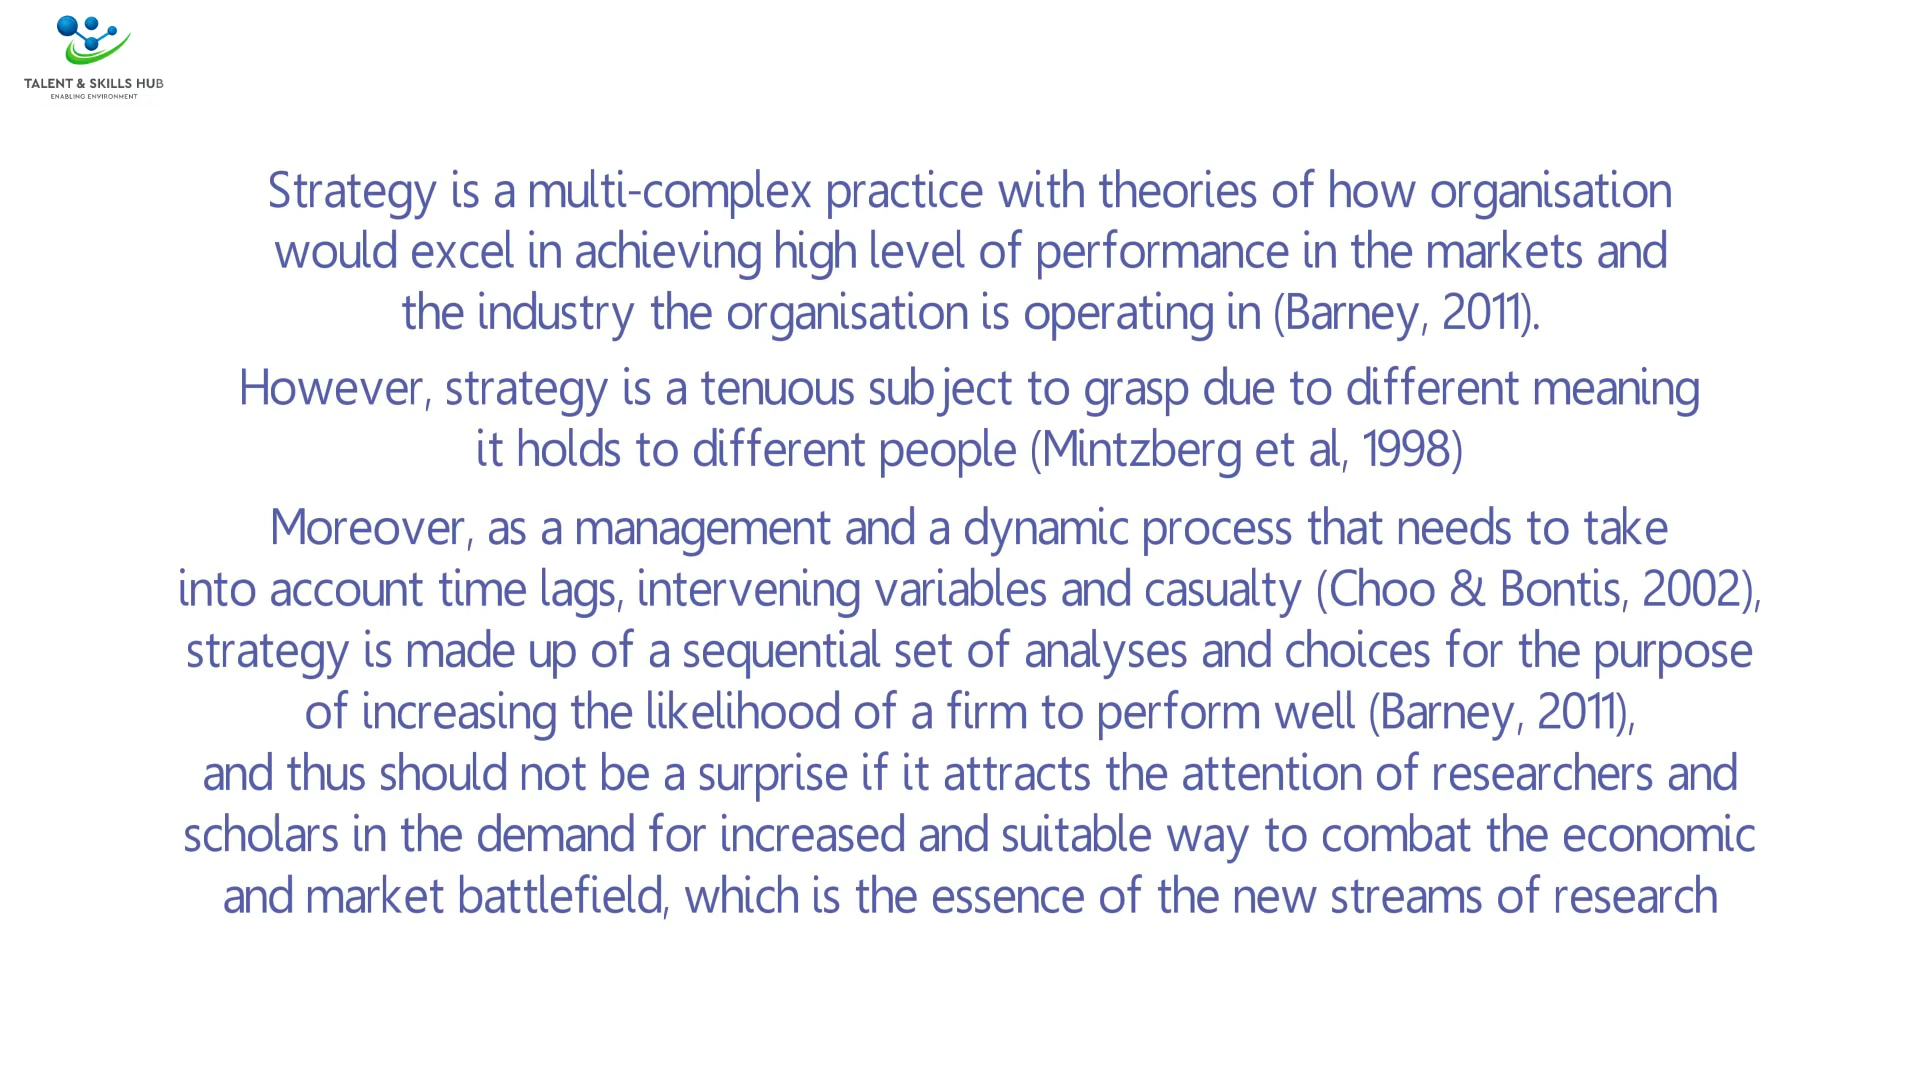 TALENT & SKILLS HUB
ENABLING ENVIRONMENT
Strategy is a multi-complex practice with theories of how organisation
would excel in achieving high level of performance in the markets and
the industry the organisation is operating in (Barney, 2011).
However, strategy is a tenuous subject to grasp due to different meaning
it holds to different people (Mintzberg et al, 1998)
Moreover, as a management and a dynamic process that needs to take
into account time lags, intervening variables and casualty (Choo & Bontis, 2002),
strategy is made up of a sequential set of analyses and choices for the purpose
of increasing the likelihood of a firm to perform well (Barney, 2011),
and thus should not be a surprise if it attracts the attention of researchers and
scholars in the demand for increased and suitable way to combat the economic
and market battlefield, which is the essence of the new streams of research